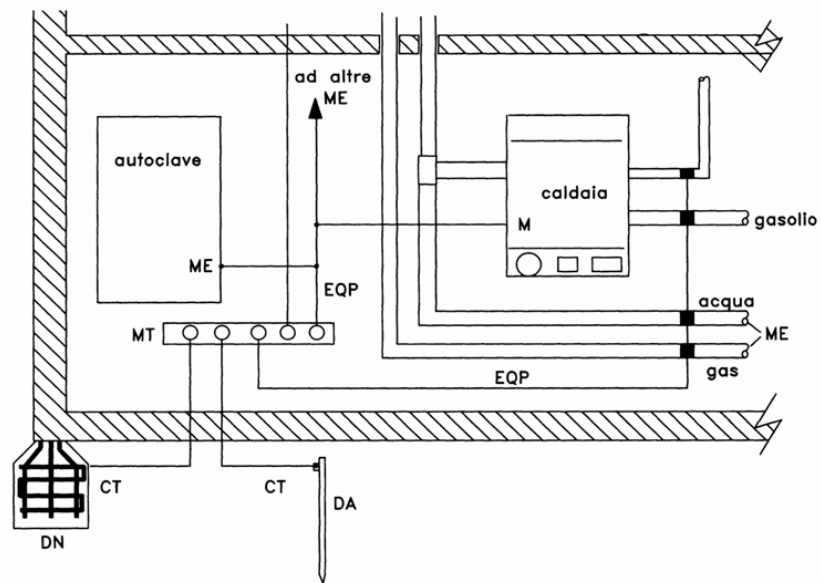 ad altre
ME
autoclave
caldaia
M
gasolio
ME
EQP
acqua
MT
ME
EQP
gas
CT
CT
DA
DN